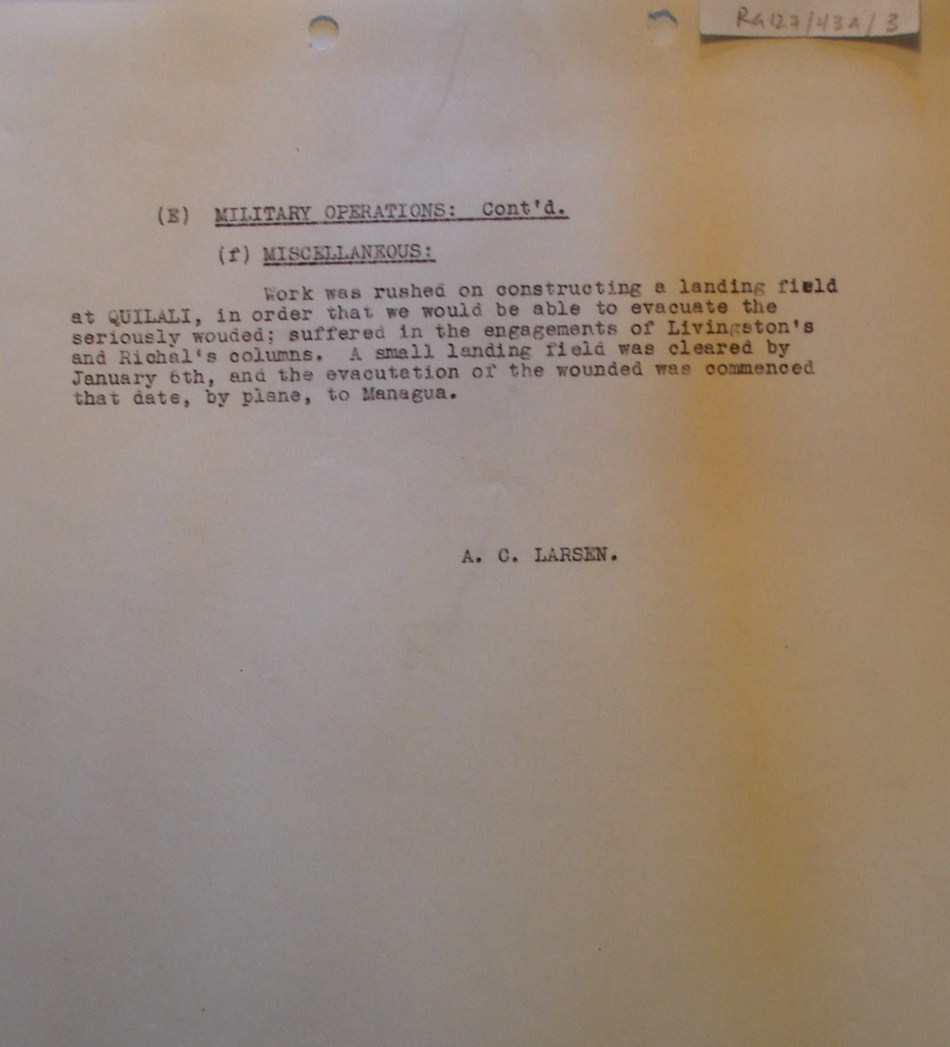 RG127/43A/3
(E) MILITARY OPERATIONS: Cont'd.
(f) MISCELLANEOUS:
Work was rushed on constructing a landing field
at QUILALI, in order that we would be able to evacuate the
seriously wouded; suffered in the engagements of Livingston's
and Richal's columns. A small landing field was cleared by
January 6th, and the evacutation of the wounded was commenced
that date, by plane, to Managua.
A. C. LARSEN.